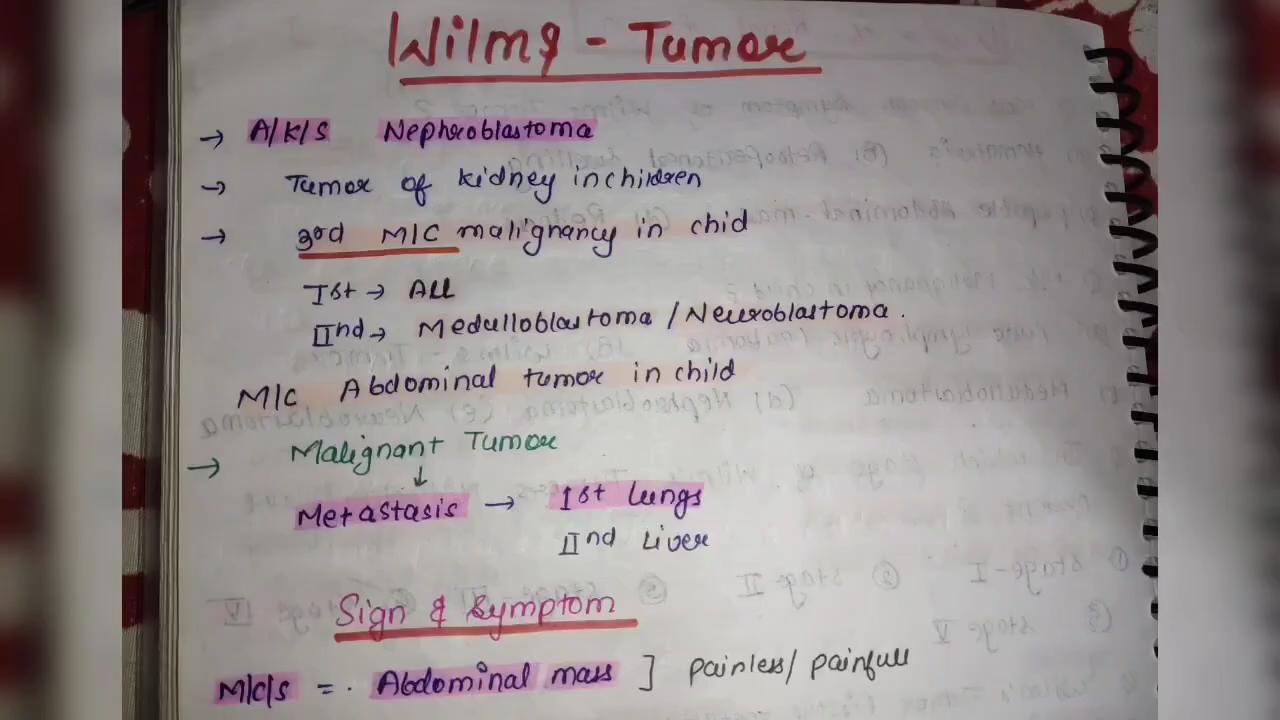 Wilms - Tumor
→ A/K/S Nephroblastoma
→ Tumor of kidney in children
→ 3rd M/C malignancy in chid
Ist → ALL
IInd → Medulloblastoma / Neuroblastoma.
M/C Abdominal tumor in child
→ Malignant Tumor
↓
Metastasis → Ist Lungs
IInd Liver
Sign & Symptom
M/C/S = . Abdominal mass ] painless/ painfull